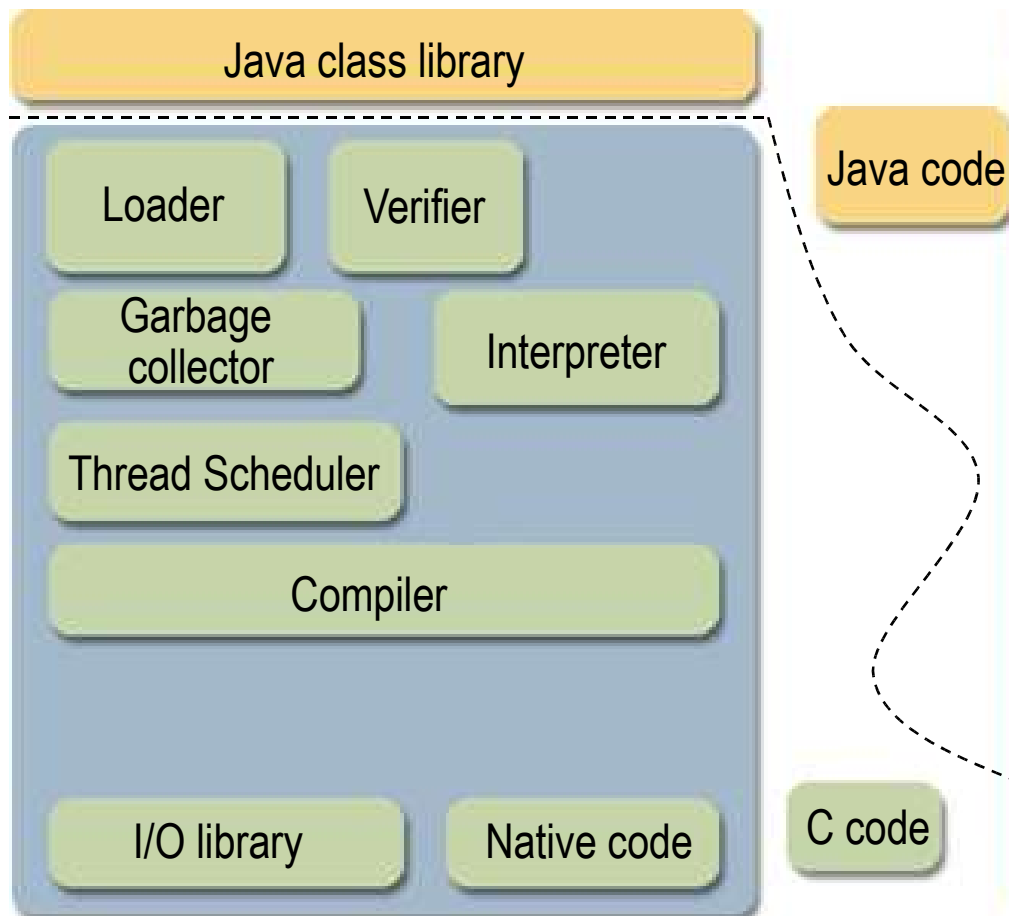 Java class library
Java code
Loader
Verifier
Garbage
collector
Interpreter
Thread Scheduler
Compiler
I/O library
Native code
C code